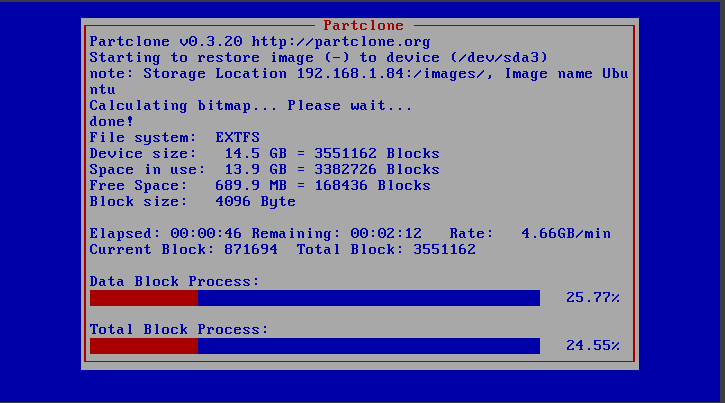 Partclone
Partclone v0.3.20 http://partclone.org
Starting to restore image (-) to device (/dev/sda3)
note: Storage Location 192.168.1.84:/images/, Image name Ubu
ntu
Calculating bitmap... Please wait...
done!
File system:  EXTFS
Device size:   14.5 GB = 3551162 Blocks
Space in use:  13.9 GB = 3382726 Blocks
Free Space:   689.9 MB = 168436 Blocks
Block size:   4096 Byte
Elapsed: 00:00:46 Remaining: 00:02:12   Rate:   4.66GB/min
Current Block: 871694  Total Block: 3551162
Data Block Process:
25.77%
Total Block Process:
24.55%